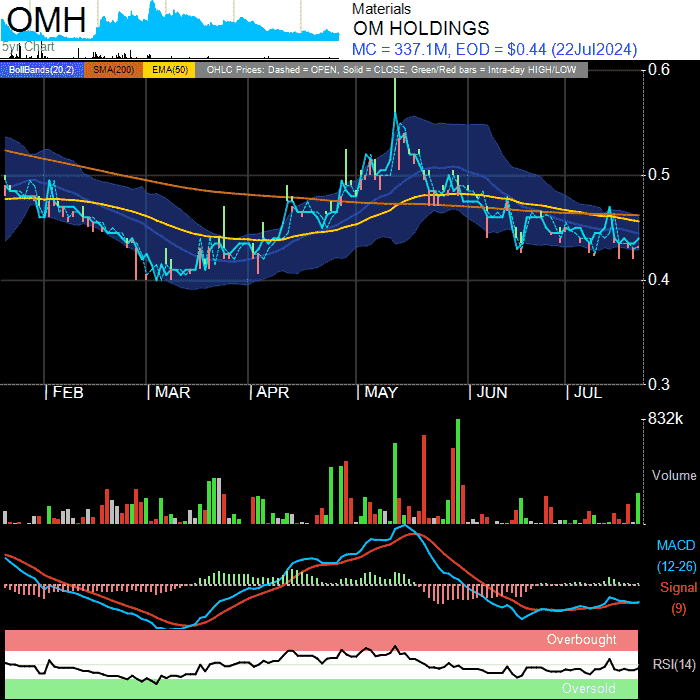 OMH
5yr Chart
Materials
OM HOLDINGS
MC = 337.1M, EOD = $0.44 (22Jul2024)
BollBands(20,2) SMA(200) EMA(50) OHLC Prices: Dashed = OPEN, Solid = CLOSE, Green/Red bars = Intra-day HIGH/LOW
0.6
0.5
0.4
0.3
FEB MAR APR MAY JUN JUL
832k
Volume
MACD
(12-26)
Signal
(9)
Overbought
RSI(14)
Oversold